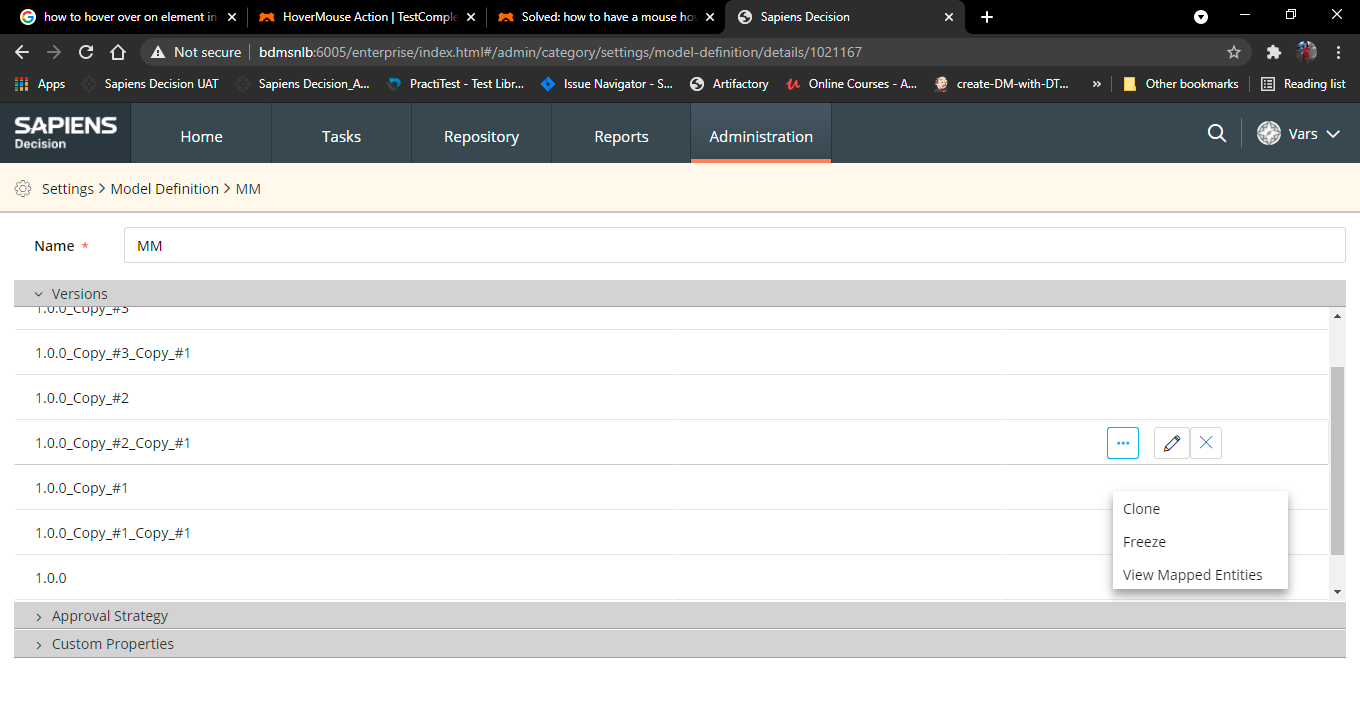 how to hover over on element in
HoverMouse Action | TestComple
Solved: how to have a mouse ho
Sapiens Decision
Not secure
bdmsnlb:6005/enterprise/index.html#/admin/category/settings/model-definition/details/1021167
Apps
Sapiens Decision UAT
Sapiens Decision_A...
PractiTest - Test Libr...
Issue Navigator - S...
Artifactory
Online Courses - A...
create-DM-with-DT...
»
Other bookmarks
Reading list
SAPIENS
Decision
Home
Tasks
Repository
Reports
Administration
Vars
Settings > Model Definition > MM
Name *
MM
Versions
1.0.0_Copy_#3
1.0.0_Copy_#3_Copy_#1
1.0.0_Copy_#2
1.0.0_Copy_#2_Copy_#1
1.0.0_Copy_#1
1.0.0_Copy_#1_Copy_#1
1.0.0
Clone
Freeze
View Mapped Entities
Approval Strategy
Custom Properties